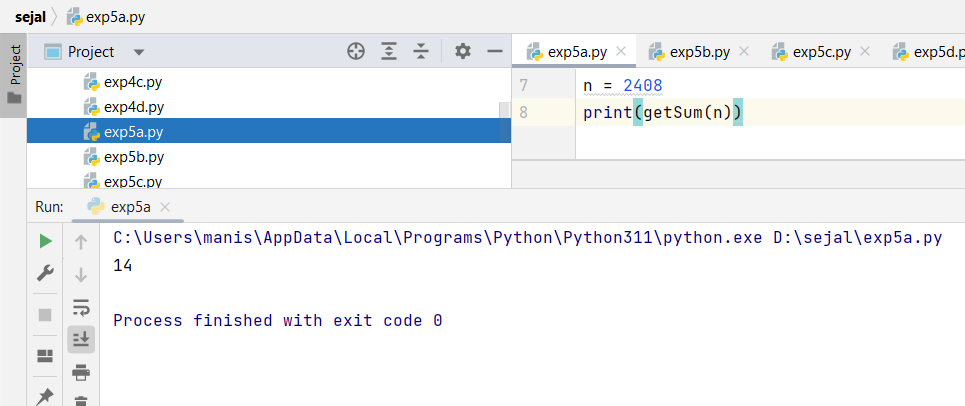 sejal exp5a.py
Project
Project
exp5a.py exp5b.py exp5c.py exp5d.p
exp4c.py
exp4d.py
exp5a.py
exp5b.py
exp5c.py
7 n = 2408
8 print(getSum(n))
Run: exp5a
C:\Users\manis\AppData\Local\Programs\Python\Python311\python.exe D:\sejal\exp5a.py
14
Process finished with exit code 0